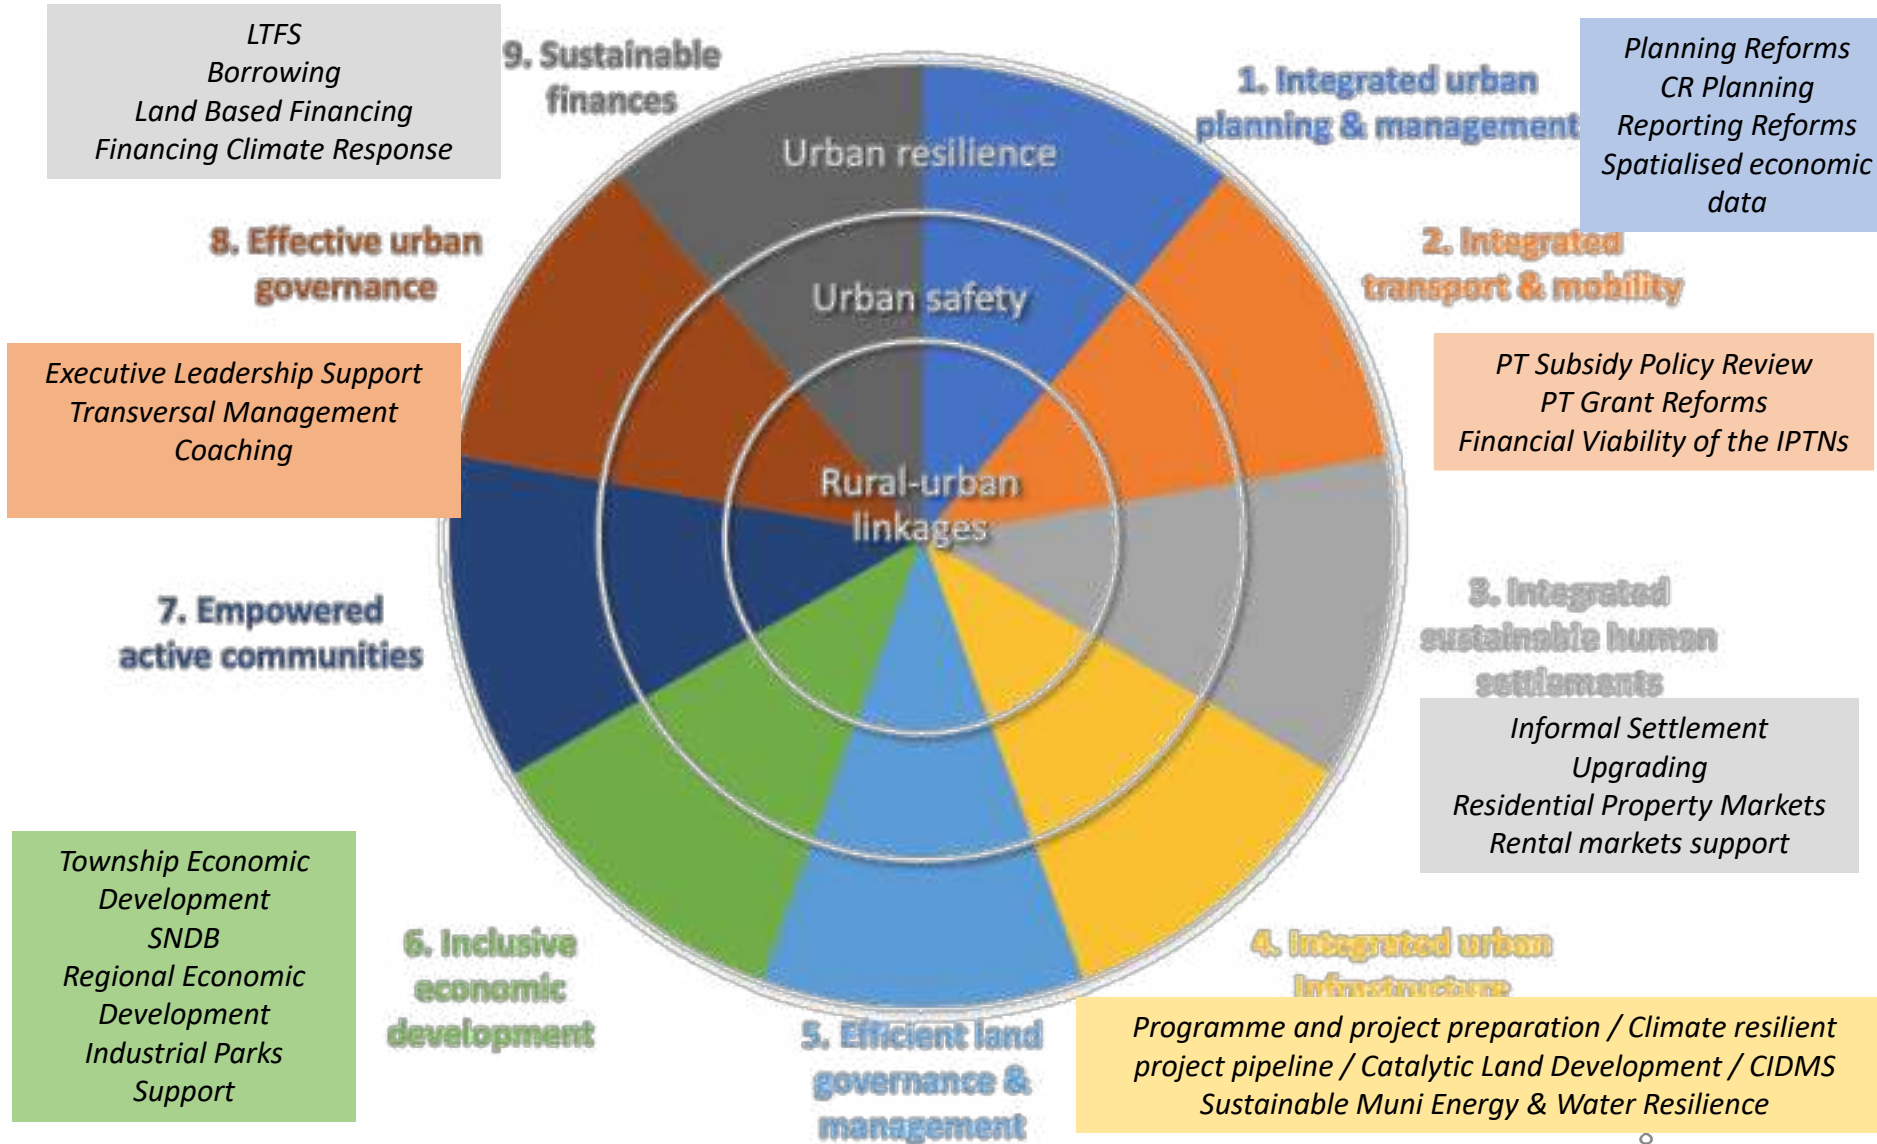 LTFS
Borrowing
Land Based Financing
Financing Climate Response
9. Sustainable
finances
1. Integrated urban
planning & management
Planning Reforms
CR Planning
Reporting Reforms
Spatialised economic
data
Urban resilience
Urban safety
Rural-urban
linkages
8. Effective urban
governance
2. Integrated
transport & mobility
Executive Leadership Support
Transversal Management
Coaching
PT Subsidy Policy Review
PT Grant Reforms
Financial Viability of the IPTNs
7. Empowered
active communities
3. Integrated
sustainable human
settlements
Informal Settlement
Upgrading
Residential Property Markets
Rental markets support
Township Economic
Development
SNDB
Regional Economic
Development
Industrial Parks
Support
6. Inclusive
economic
development
4. Integrated urban
Infrastructure
5. Efficient land
governance &
management
Programme and project preparation / Climate resilient
project pipeline / Catalytic Land Development / CIDMS
Sustainable Muni Energy & Water Resilience